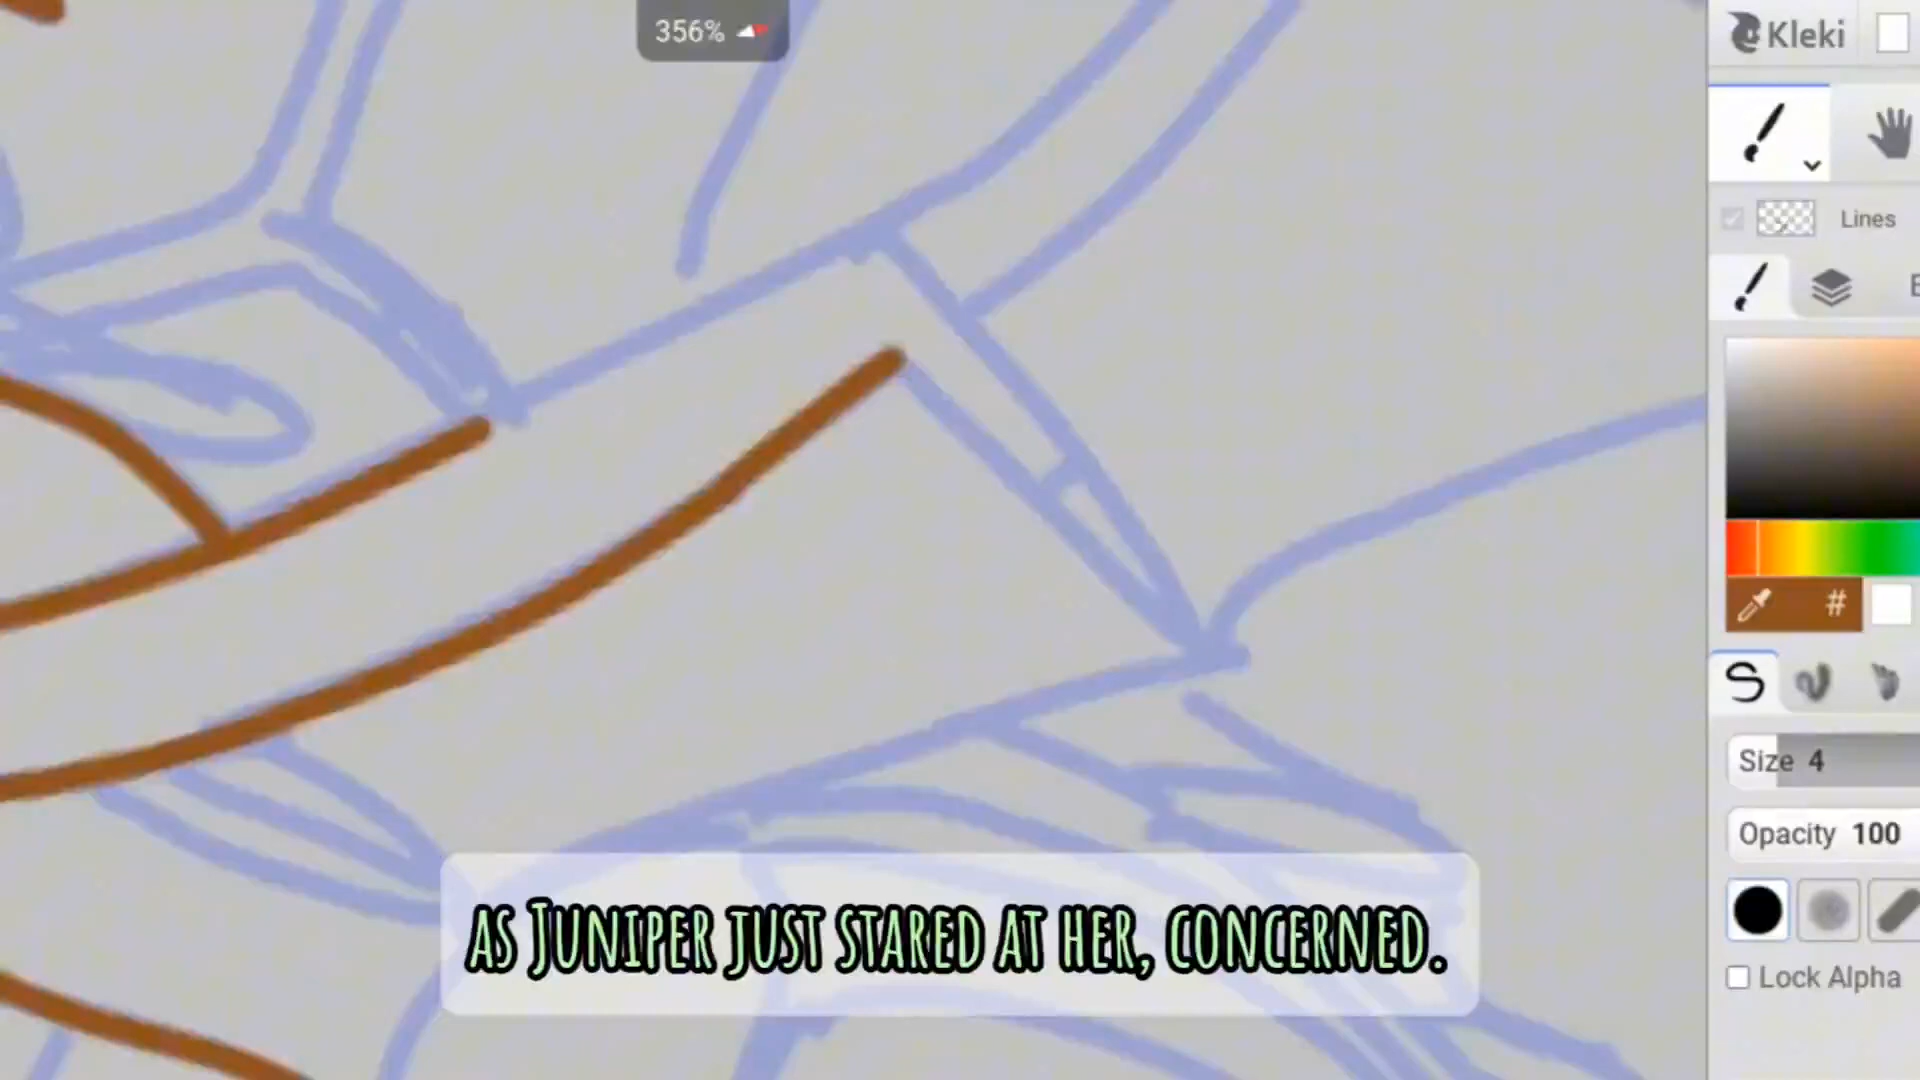 356%
Kleki
Lines
#
Size 4
Opacity 100
Lock Alpha
as Juniper just stared at her, concerned.